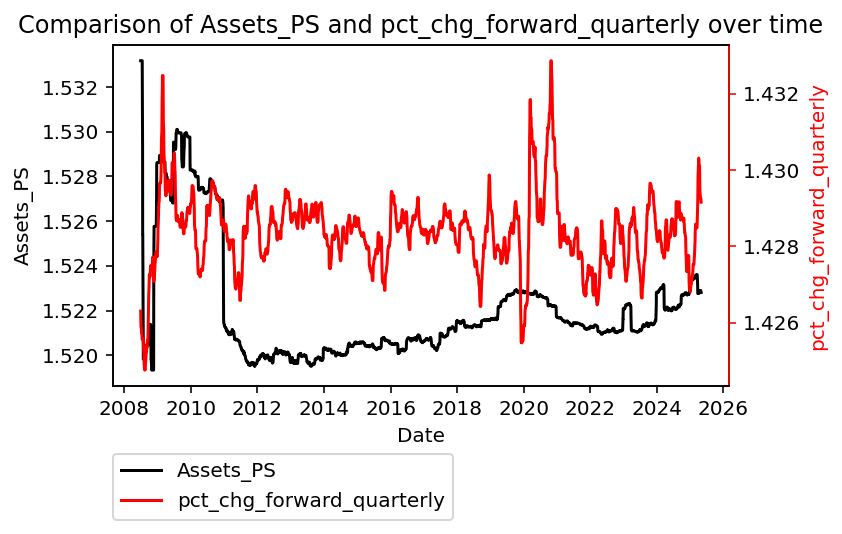 Comparison of Assets_PS and pct_chg_forward_quarterly over time
Assets_PS
1.532
1.530
1.528
1.526
1.524
1.522
1.520
1.432
1.430
1.428
1.426
pct_chg_forward_quarterly
2008 2010 2012 2014 2016 2018 2020 2022 2024 2026
Date
Assets_PS
pct_chg_forward_quarterly